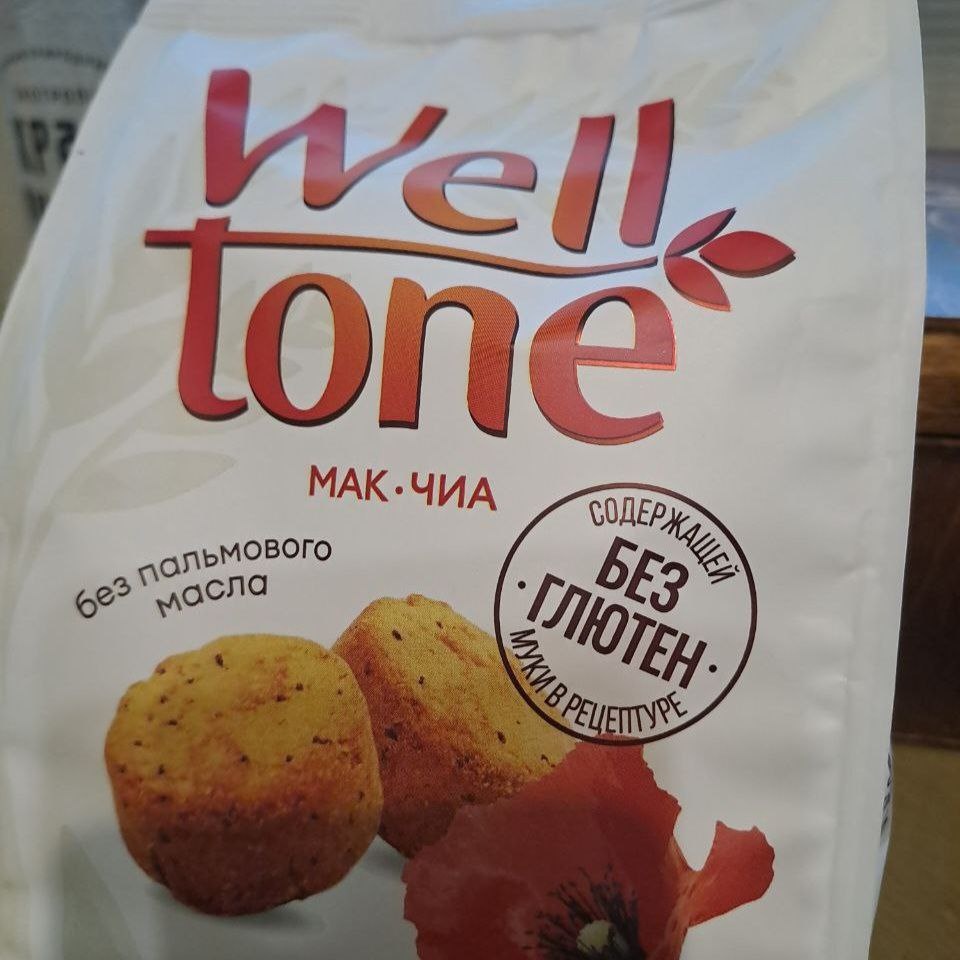 Well
tone
МАК·ЧИА
без пальмового
масла
СОДЕРЖАЩЕЙ
БЕЗ
·ГЛЮТЕН·
МУКИ В РЕЦЕПТУРЕ